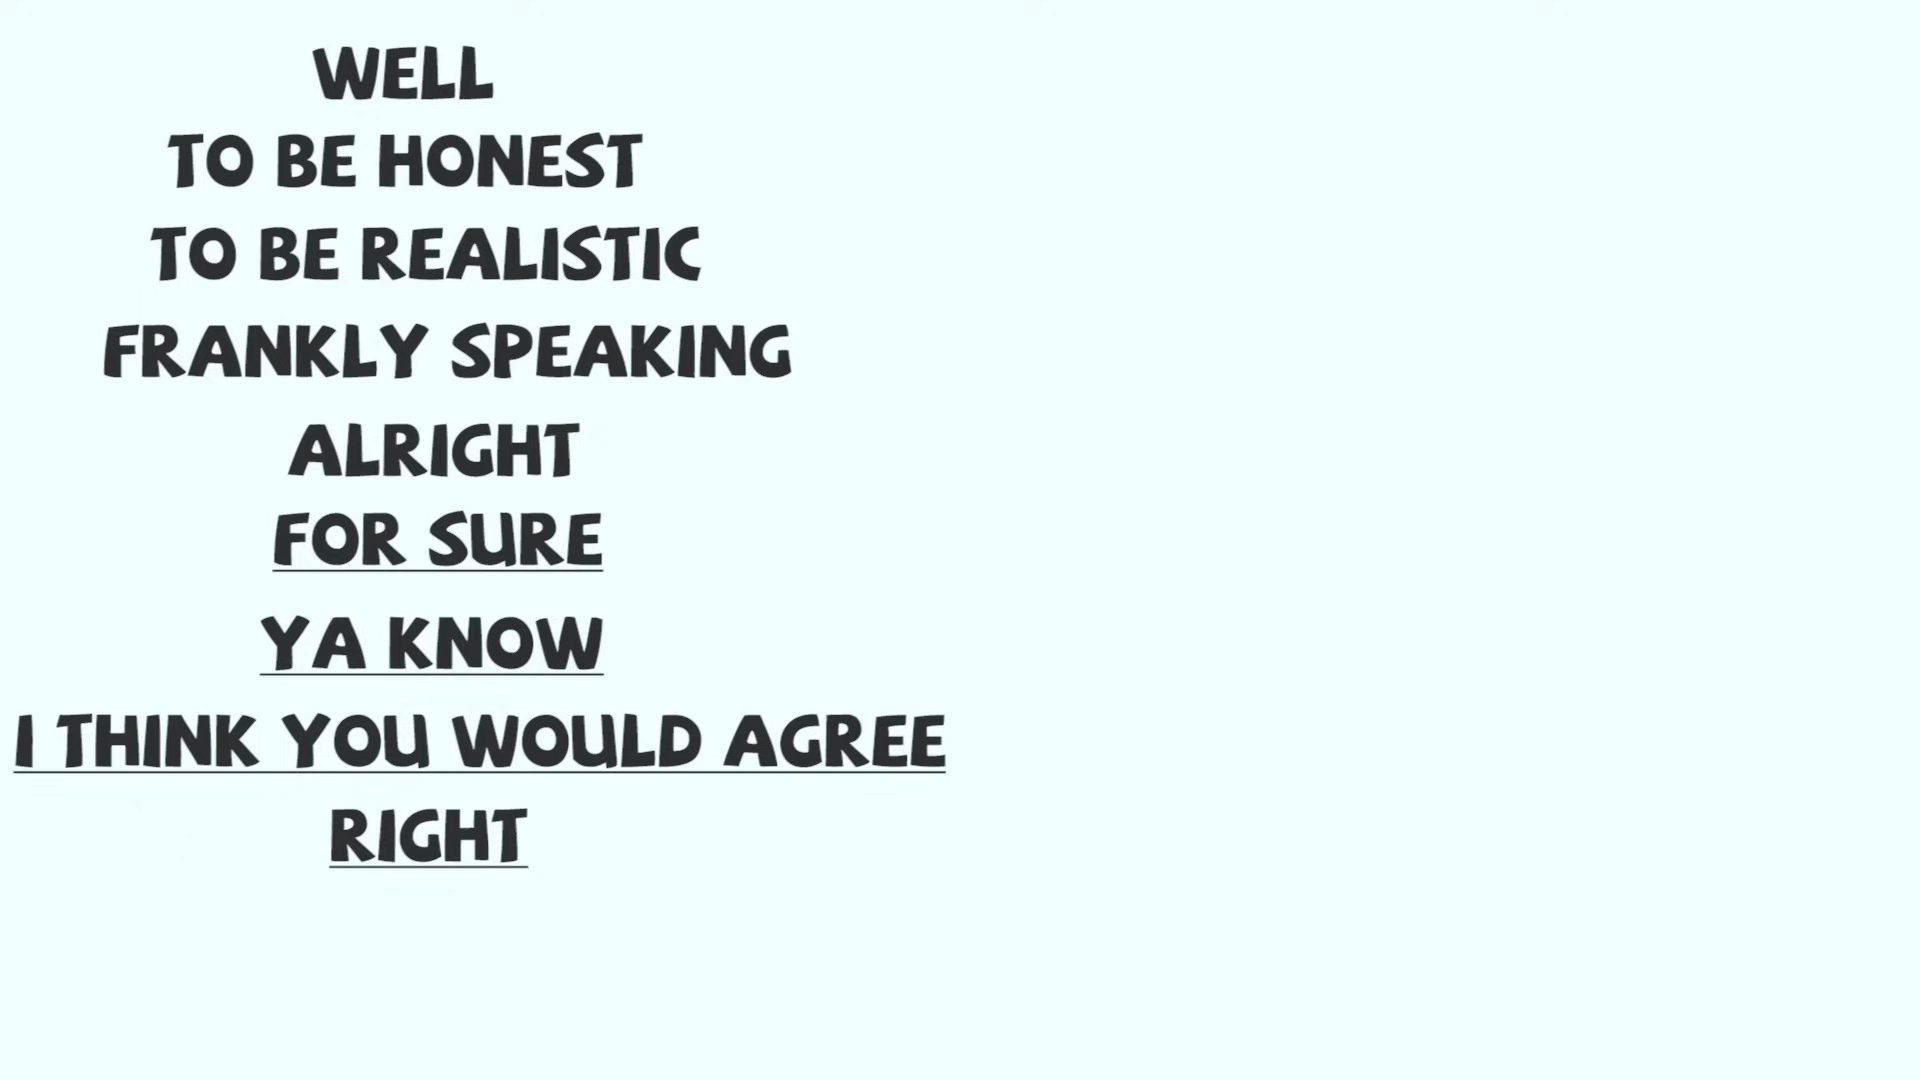 WELL
TO BE HONEST
TO BE REALISTIC
FRANKLY SPEAKING
ALRIGHT
FOR SURE
YA KNOW
I THINK YOU WOULD AGREE
RIGHT